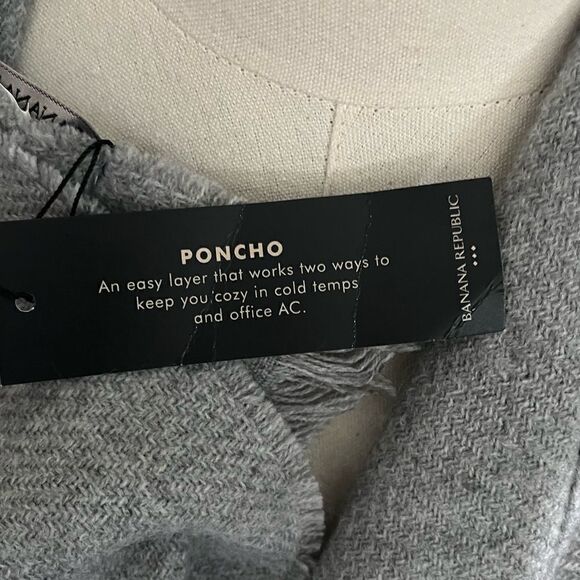 PONCHO
An easy layer that works two ways to
keep you cozy in cold temps
and office AC.
BANANA REPUBLIC